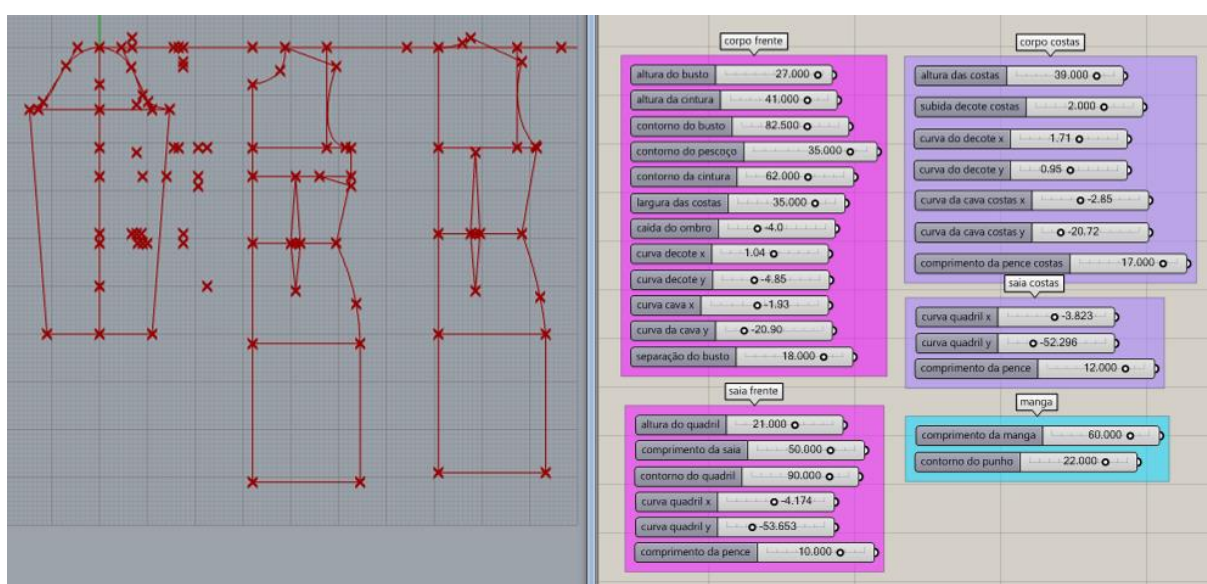 corpo frente
altura do busto 27.000
altura da cintura 41.000
contorno do busto 82.500
contorno do pescoço 35.000
contorno da cintura 62.000
largura das costas 35.000
caída do ombro -4.0
curva decote x 1.04
curva decote y -4.85
curva cava x -1.93
curva da cava y -20.90
separação do busto 18.000
saia frente
altura do quadril 21.000
comprimento da saia 50.000
contorno do quadril 90.000
curva quadril x -4.174
curva quadril y -53.653
comprimento da pence 10.000
corpo costas
altura das costas 39.000
subida decote costas 2.000
curva do decote x 1.71
curva do decote y 0.95
curva da cava costas x -2.85
curva da cava costas y -20.72
comprimento da pence costas 17.000
saia costas
curva quadril x -3.823
curva quadril y -52.296
comprimento da pence 12.000
manga
comprimento da manga 60.000
contorno do punho 22.000